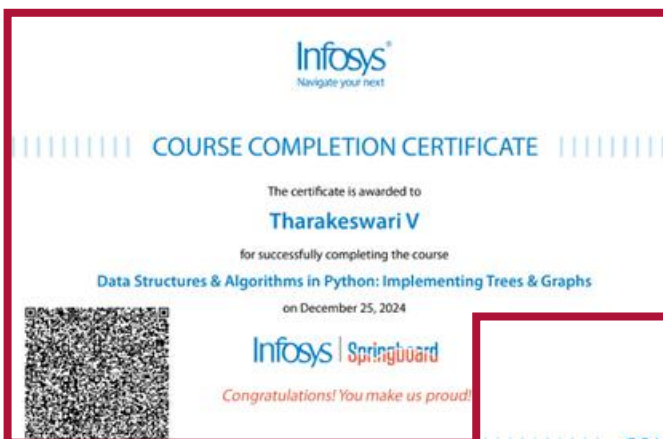 Infosys®
Navigate your next
COURSE COMPLETION CERTIFICATE
The certificate is awarded to
Tharakeswari V
for successfully completing the course
Data Structures & Algorithms in Python: Implementing Trees & Graphs
on December 25, 2024
Infosys | Springboard
Congratulations! You make us proud!